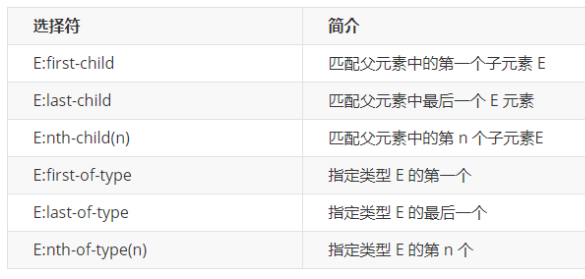 选择符 简介
E:first-child 匹配父元素中的第一个子元素 E
E:last-child 匹配父元素中最后一个 E 元素
E:nth-child(n) 匹配父元素中的第 n 个子元素E
E:first-of-type 指定类型 E 的第一个
E:last-of-type 指定类型 E 的最后一个
E:nth-of-type(n) 指定类型 E 的第 n 个